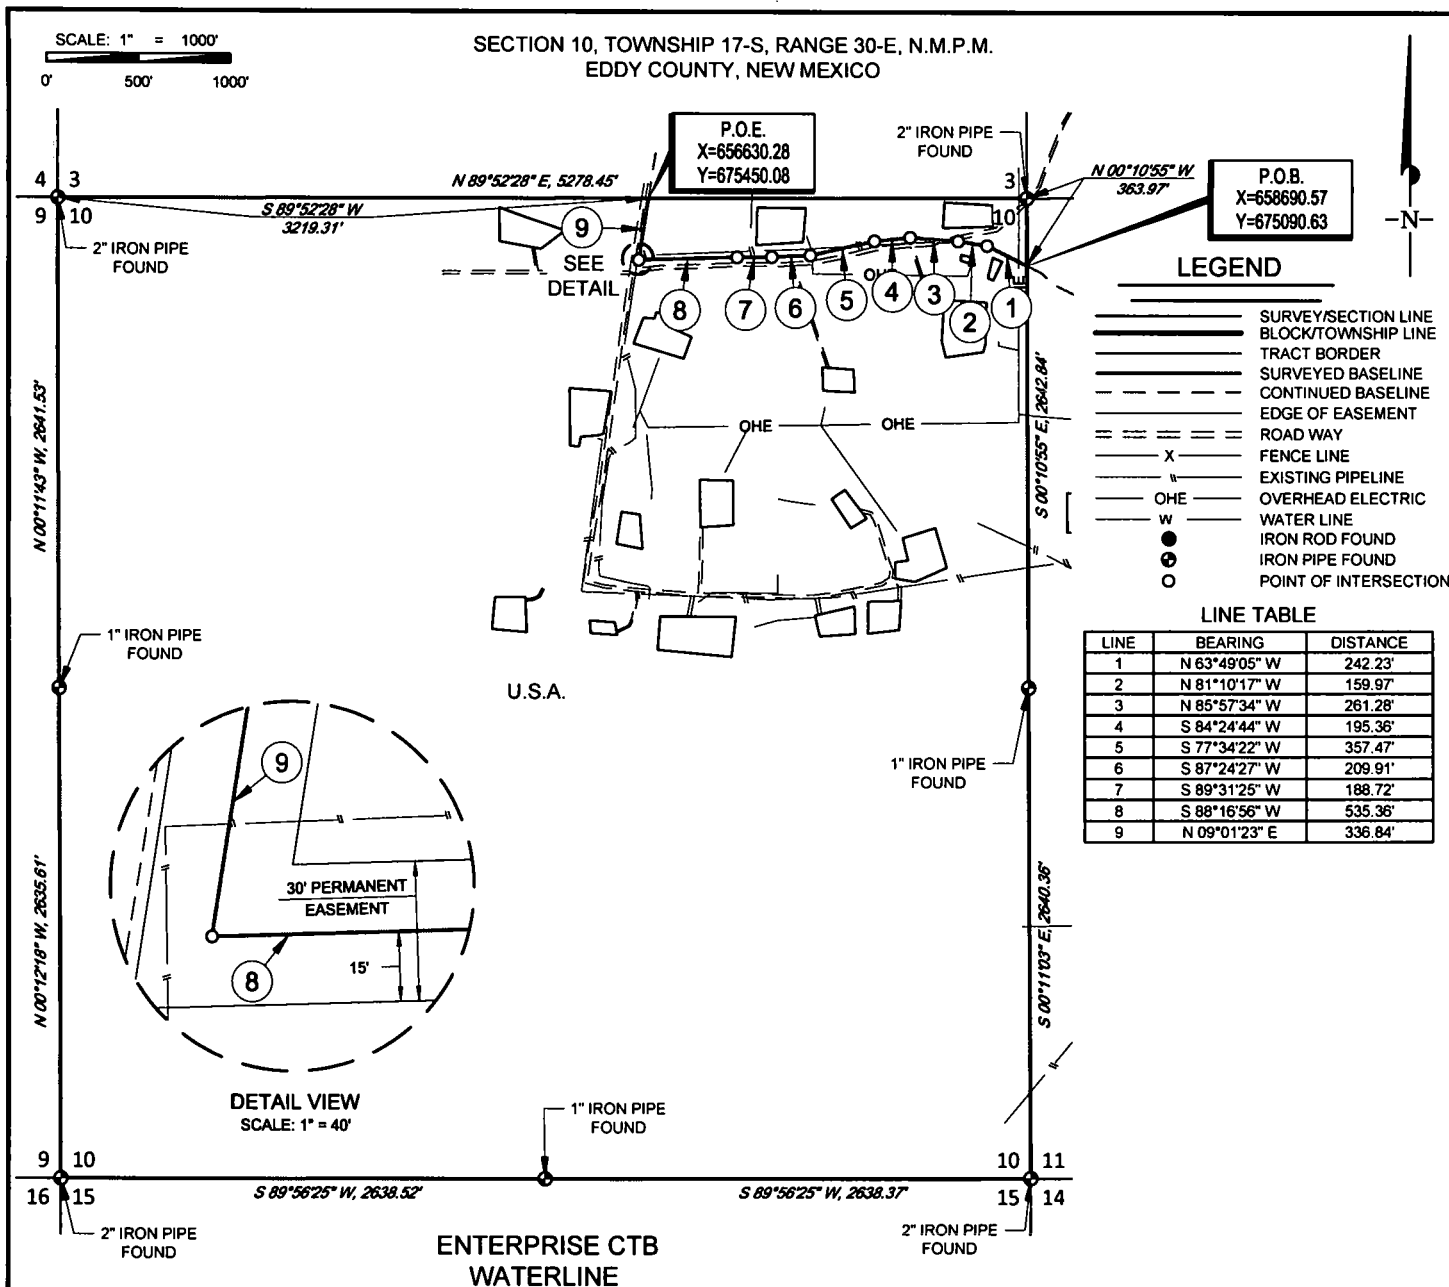 SCALE: 1" = 1000'
0' 500' 1000'
SECTION 10, TOWNSHIP 17-S, RANGE 30-E, N.M.P.M.
EDDY COUNTY, NEW MEXICO
P.O.E.
X=656630.28
Y=675450.08
2" IRON PIPE
FOUND
N 00°10'55" W
363.97'
P.O.B.
X=658690.57
Y=675090.63
-N-
4 3
9 10
N 89°52'28" E, 5278.45'
S 89°52'28" W
3219.31'
3
10
2" IRON PIPE
FOUND
9
SEE
DETAIL
OHE
8
7
6
5
4
3
2
1
OHE
OHE
N 00°11'43" W, 2641.53'
S 00°10'55" E, 2642.84'
LEGEND
SURVEY/SECTION LINE
BLOCK/TOWNSHIP LINE
TRACT BORDER
SURVEYED BASELINE
CONTINUED BASELINE
EDGE OF EASEMENT
ROAD WAY
X FENCE LINE
\\ EXISTING PIPELINE
OHE OVERHEAD ELECTRIC
W WATER LINE
IRON ROD FOUND
IRON PIPE FOUND
POINT OF INTERSECTION
LINE TABLE
LINE BEARING DISTANCE
1 N 63°49'05" W 242.23'
2 N 81°10'17" W 159.97'
3 N 85°57'34" W 261.28'
4 S 84°24'44" W 195.36'
5 S 77°34'22" W 357.47'
6 S 87°24'27" W 209.91'
7 S 89°31'25" W 188.72'
8 S 88°16'56" W 535.36'
9 N 09°01'23" E 336.84'
1" IRON PIPE
FOUND
U.S.A.
1" IRON PIPE
FOUND
9
30' PERMANENT
EASEMENT
15'
8
DETAIL VIEW
SCALE: 1" = 40'
N 00°12'18" W, 2635.61'
S 00°11'03" E, 2640.36'
1" IRON PIPE
FOUND
9 10
16 15
S 89°56'25" W, 2638.52'
S 89°56'25" W, 2638.37'
10 11
15 14
2" IRON PIPE
FOUND
2" IRON PIPE
FOUND
ENTERPRISE CTB
WATERLINE